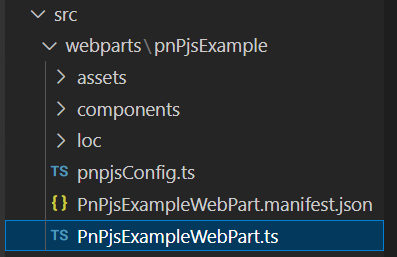 src
webparts\pnPjsExample
assets
components
loc
TS pnpjsConfig.ts
{} PnPjsExampleWebPart.manifest.json
TS PnPjsExampleWebPart.ts